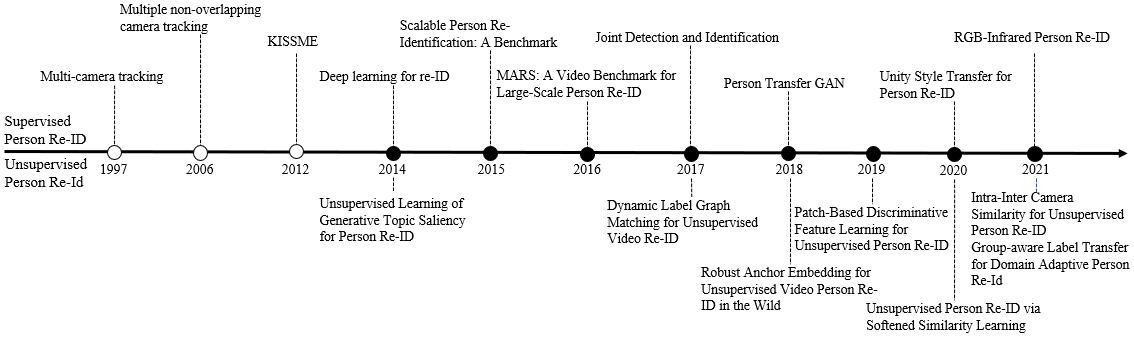 Multiple non-overlapping
camera tracking
Multi-camera tracking
KISSME
Deep learning for re-ID
Scalable Person Re-
Identification: A Benchmark
MARS: A Video Benchmark for
Large-Scale Person Re-ID
Joint Detection and Identification
Person Transfer GAN
Unity Style Transfer for
Person Re-ID
RGB-Infrared Person Re-ID
Supervised
Person Re-ID
Unsupervised
Person Re-Id
1997
2006
2012
2014
2015
2016
2017
2018
2019
2020
2021
Unsupervised Learning of
Generative Topic Saliency
for Person Re-ID
Dynamic Label Graph
Matching for Unsupervised
Video Re-ID
Robust Anchor Embedding for
Unsupervised Video Person Re-
ID in the Wild
Patch-Based Discriminative
Feature Learning for
Unsupervised Person Re-ID
Unsupervised Person Re-ID via
Softened Similarity Learning
Intra-Inter Camera
Similarity for Unsupervised
Person Re-ID
Group-aware Label Transfer
for Domain Adaptive Person
Re-Id